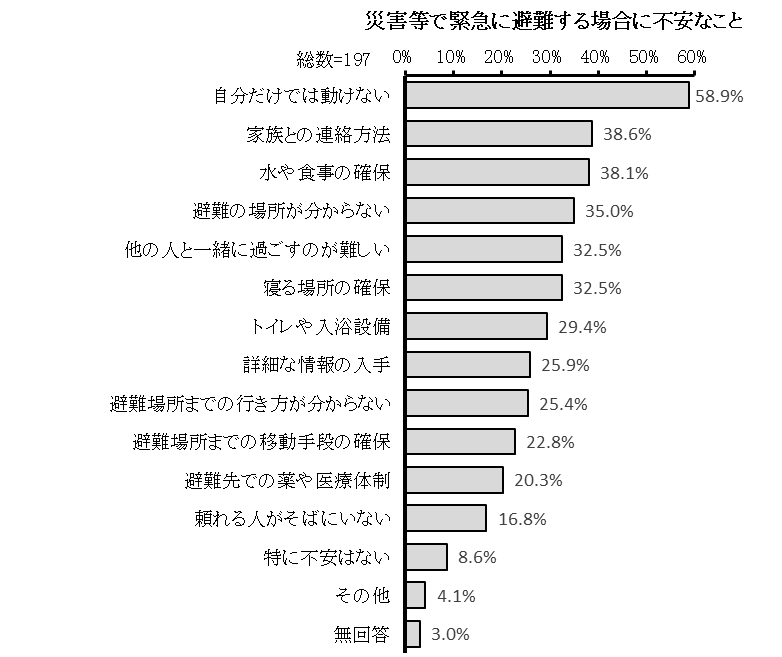 災害等で緊急に避難する場合に不安なこと
総数=197 0% 10% 20% 30% 40% 50% 60%
自分だけでは動けない 58.9%
家族との連絡方法 38.6%
水や食事の確保 38.1%
避難の場所が分からない 35.0%
他の人と一緒に過ごすのが難しい 32.5%
寝る場所の確保 32.5%
トイレや入浴設備 29.4%
詳細な情報の入手 25.9%
避難場所までの行き方が分からない 25.4%
避難場所までの移動手段の確保 22.8%
避難先での薬や医療体制 20.3%
頼れる人がそばにいない 16.8%
特に不安はない 8.6%
その他 4.1%
無回答 3.0%